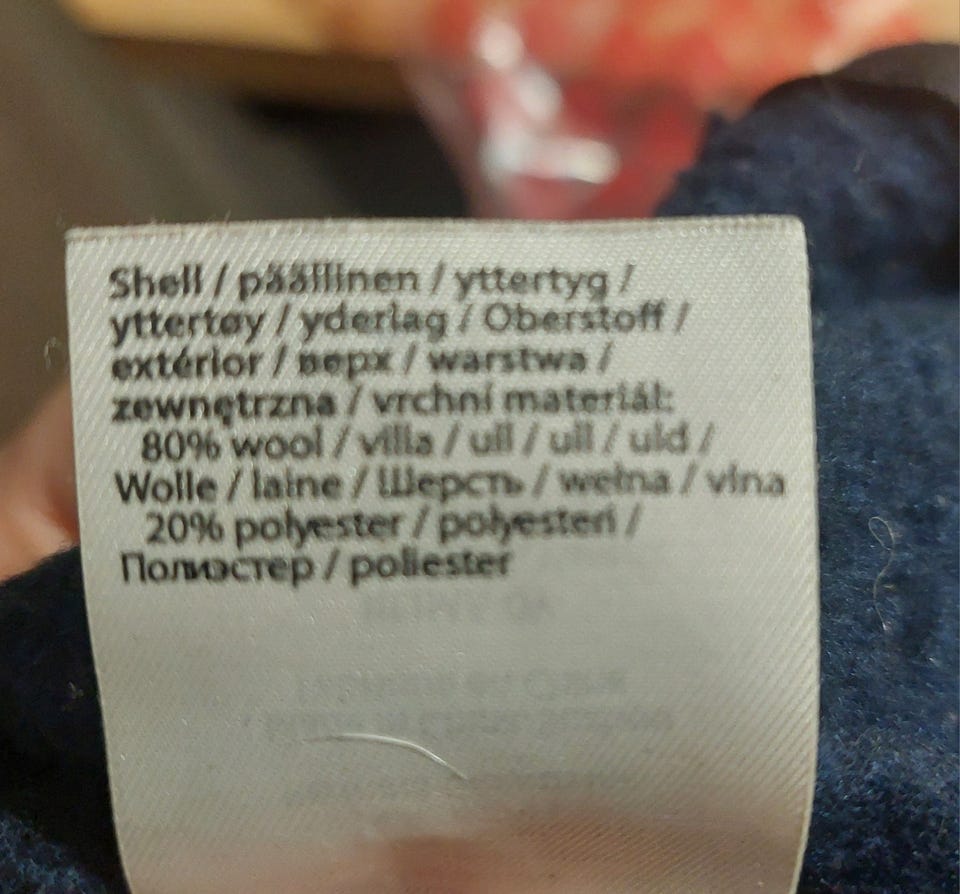 Shell / päällinen / yttertyg /
yttertøy / yderlag / Oberstoff /
extérior / верх / warstwa /
zewnętrzna / vrchní materiál:
80% wool / villa / ull / ull / uld /
Wolle / laine / Шерсть / wełna / vlna
20% polyester / polyesteri /
Полиэстер / poliester